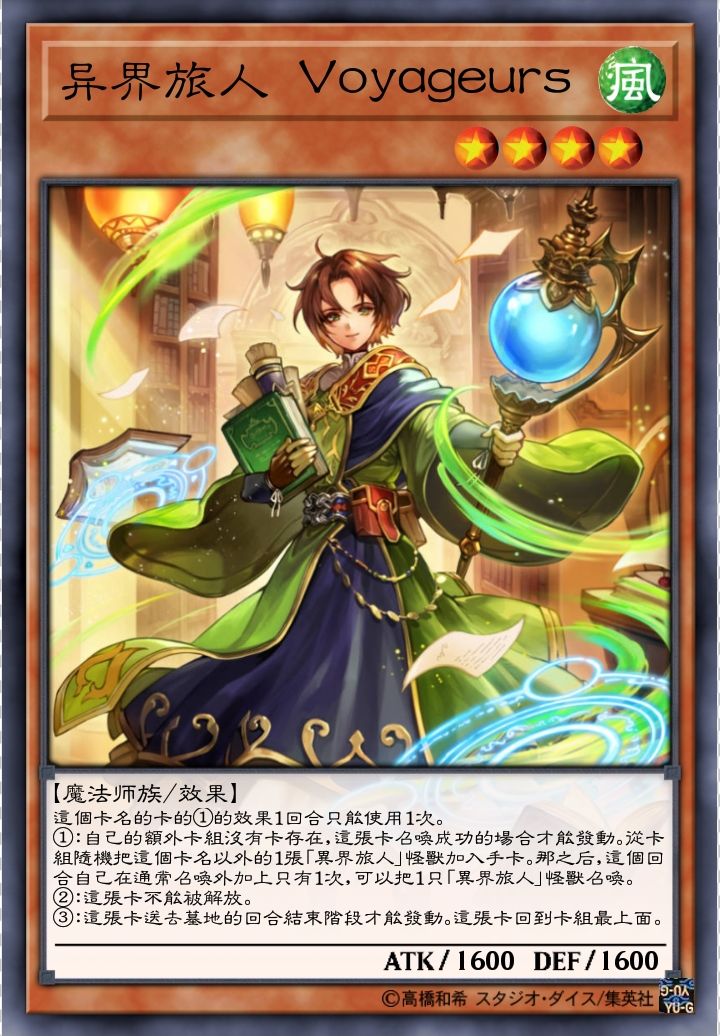 异界旅人 Voyageurs
風
【魔法师族/效果】
這個卡名的卡的①的效果1回合只能使用1次。
①:自己的額外卡組沒有卡存在,這張卡召喚成功的場合才能發動。從卡
組隨機把這個卡名以外的1張「異界旅人」怪獸加入手卡。那之后,這個回
合自己在通常召喚外加上只有1次,可以把1只「異界旅人」怪獸召喚。
②:這張卡不能被解放。
③:這張卡送去墓地的回合結束階段才能發動。這張卡回到卡組最上面。
ATK/1600 DEF/1600
©高橋和希 スタジオ・ダイス/集英社